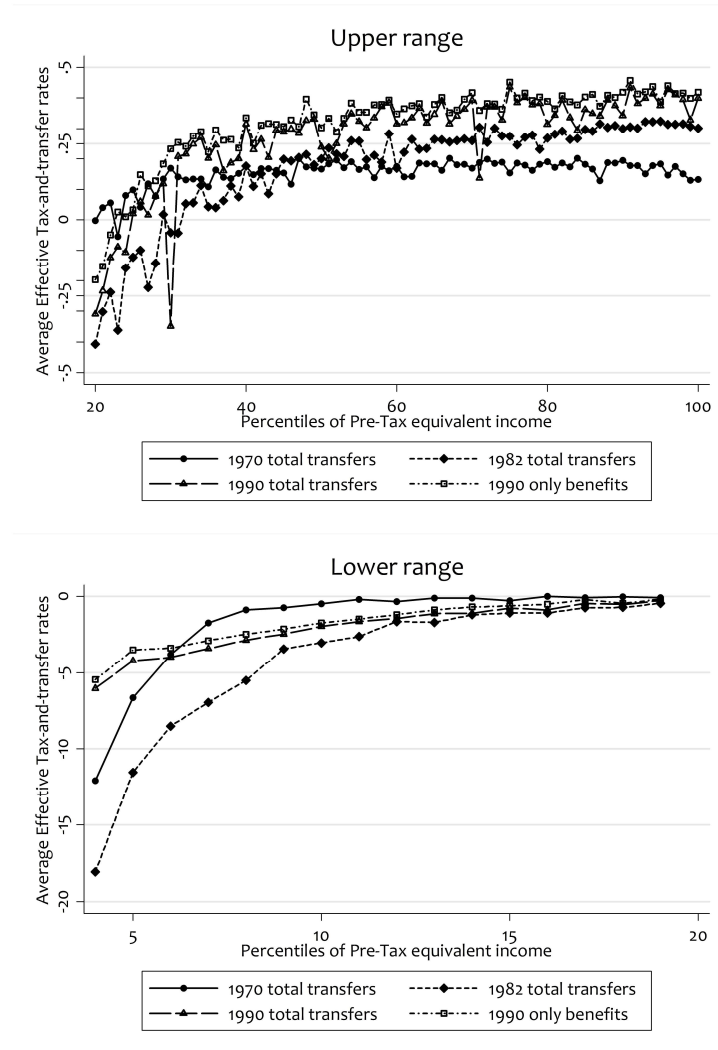 Upper range
Average Effective Tax-and-transfer rates
.5
.25
0
-.25
-.5
20 40 60 80 100
Percentiles of Pre-Tax equivalent income
1970 total transfers 1982 total transfers
1990 total transfers 1990 only benefits
Lower range
Average Effective Tax-and-transfer rates
0
-5
-10
-15
-20
5 10 15 20
Percentiles of Pre-Tax equivalent income
1970 total transfers 1982 total transfers
1990 total transfers 1990 only benefits